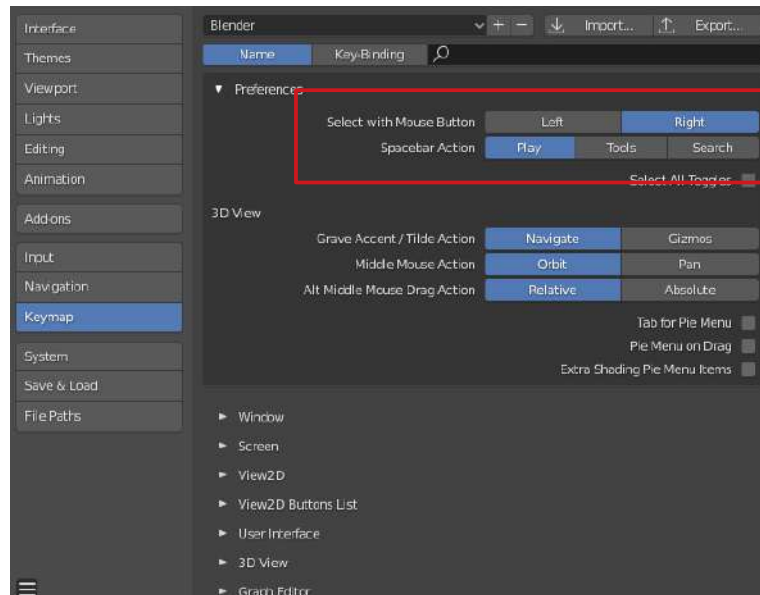 Interface
Themes
Viewport
Lights
Editing
Animation
Add-ons
Input
Navigation
Keymap
System
Save & Load
File Paths
Blender
Import...
Export...
Name
Key-Binding
Preferences
Select with Mouse Button Left Right
Spacebar Action Play Tools Search
Select All Toggles
3D View
Grave Accent / Tilde Action Navigate Gizmos
Middle Mouse Action Orbit Pan
Alt Middle Mouse Drag Action Relative Absolute
Tab for Pie Menu
Pie Menu on Drag
Extra Shading Pie Menu Items
Window
Screen
View2D
View2D Buttons List
User Interface
3D View
Graph Editor